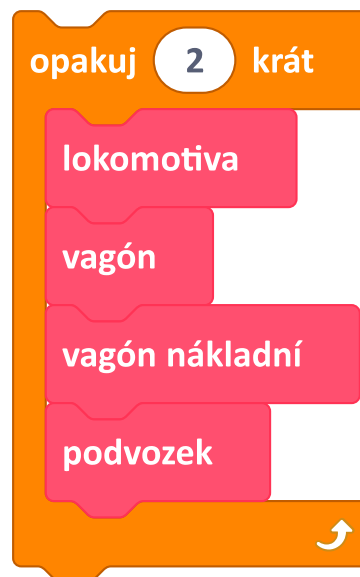 opakuj 2 krát
lokomotiva
vagón
vagón nákladní
podvozek